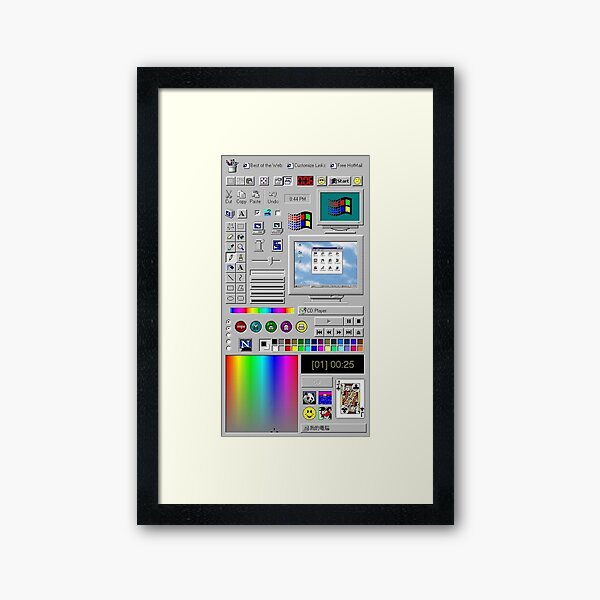 Best of the Web Customize Links Free HotMail
Start
Cut Copy Paste Undo
8:44 PM
A
A
CD Player
N
[01] 00:25
我的電腦